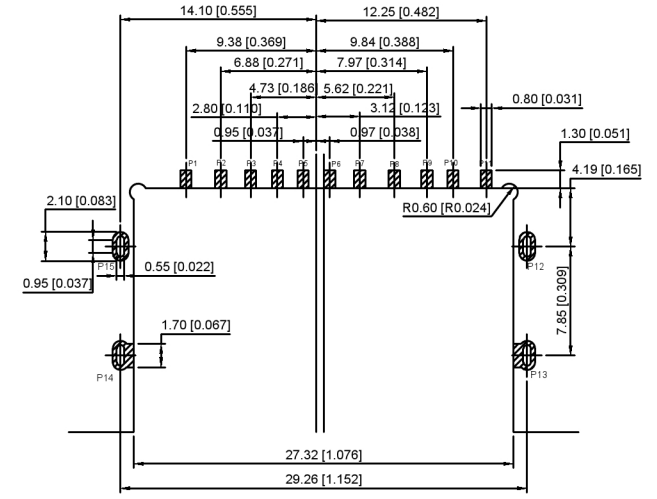 14.10 [0.555]
12.25 [0.482]
9.38 [0.369]
9.84 [0.388]
6.88 [0.271]
7.97 [0.314]
4.73 [0.186]
5.62 [0.221]
2.80 [0.110]
3.12 [0.123]
0.80 [0.031]
0.95 [0.037]
0.97 [0.038]
1.30 [0.051]
4.19 [0.165]
P1
P2
P3
P4
P5
P6
P7
P8
P9
P10
2.10 [0.083]
R0.60 [R0.024]
P15
0.55 [0.022]
P12
0.95 [0.037]
7.85 [0.309]
1.70 [0.067]
P14
P13
27.32 [1.076]
29.26 [1.152]